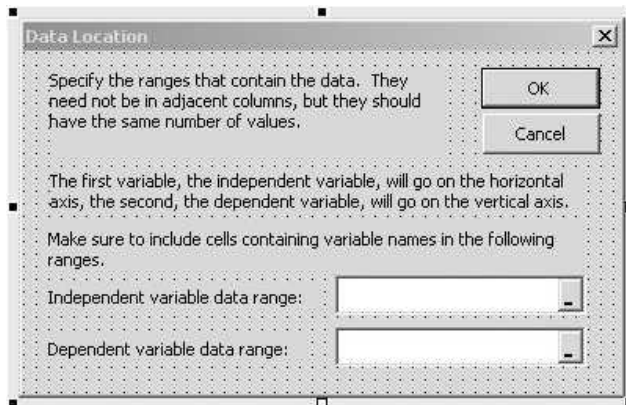 Data Location
Specify the ranges that contain the data. They
need not be in adjacent columns, but they should
have the same number of values.
OK
Cancel
The first variable, the independent variable, will go on the horizontal
axis, the second, the dependent variable, will go on the vertical axis.
Make sure to include cells containing variable names in the following
ranges.
Independent variable data range:
Dependent variable data range: